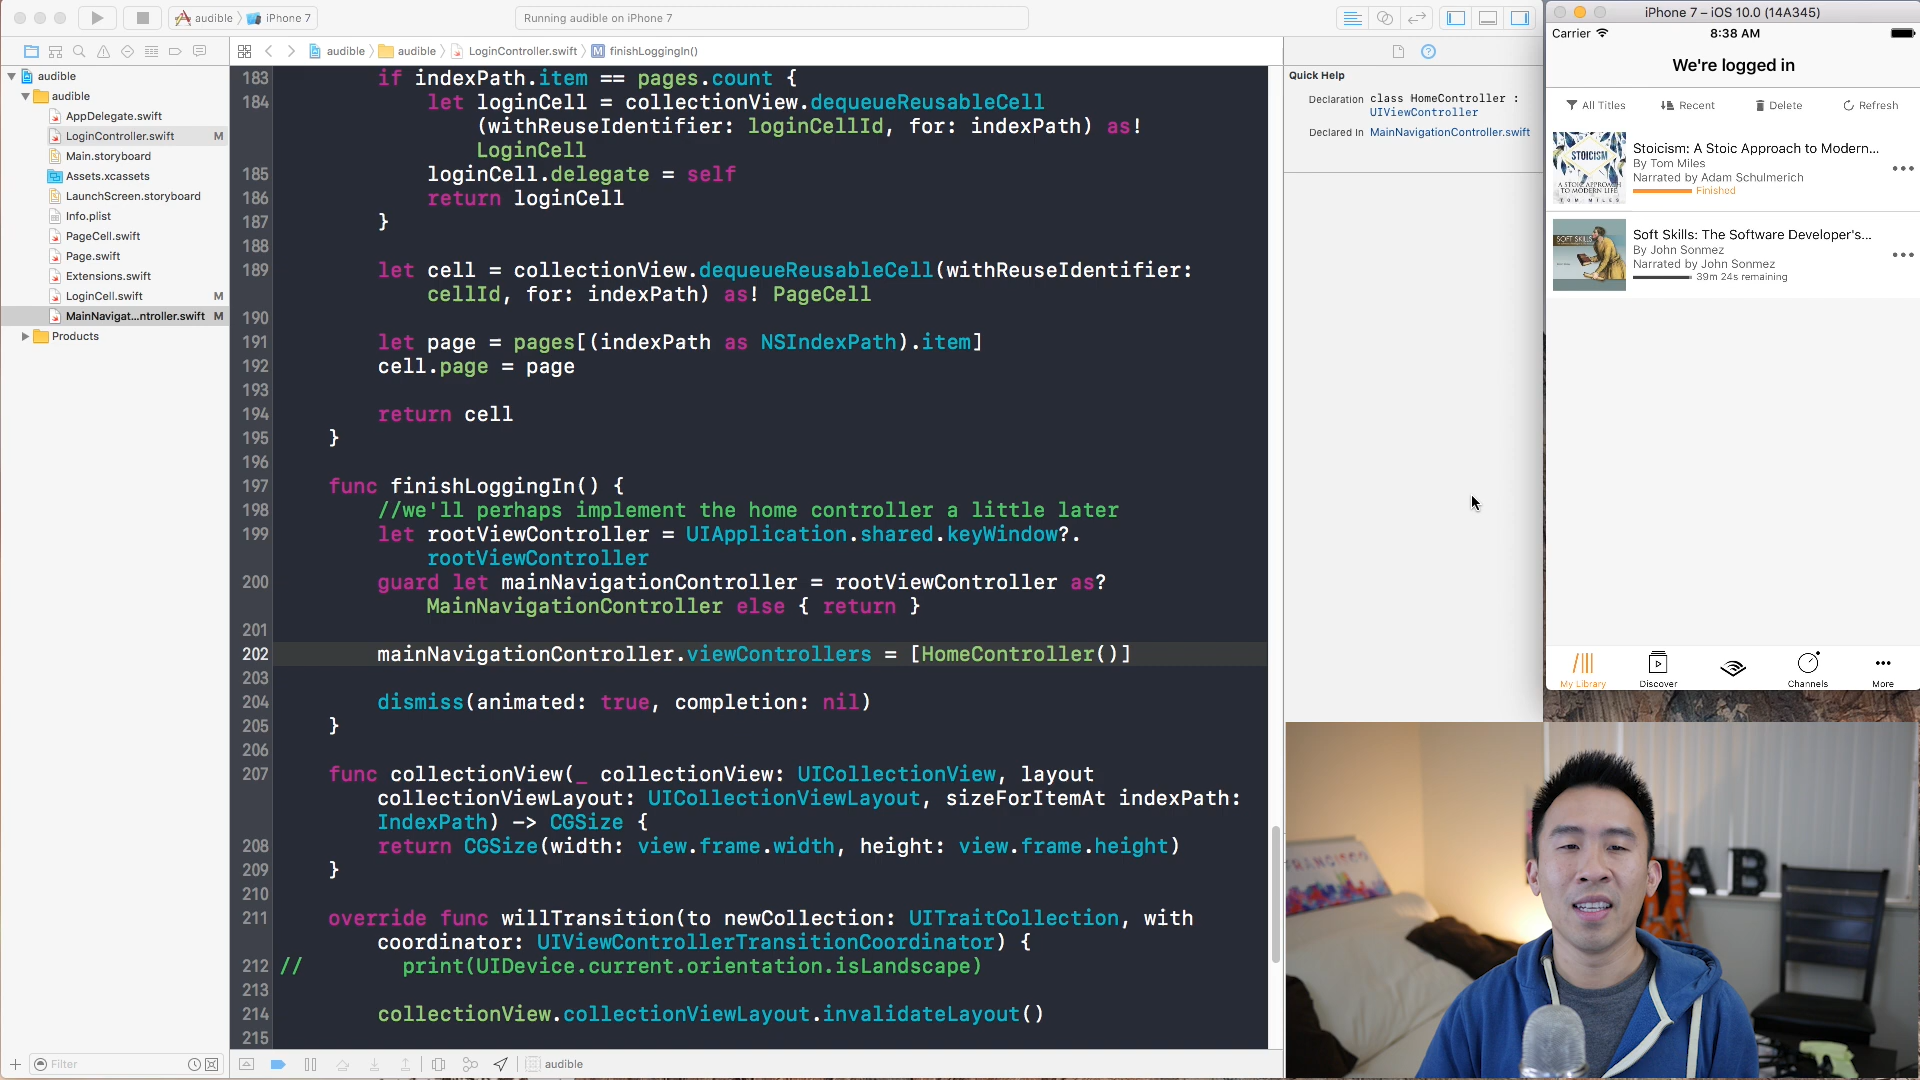 audible
iPhone 7
Running audible on iPhone 7
iPhone 7 – iOS 10.0 (14A345)
audible
audible
LoginController.swift
M
finishLoggingIn()
audible
audible
AppDelegate.swift
LoginController.swift M
Main.storyboard
Assets.xcassets
LaunchScreen.storyboard
Info.plist
PageCell.swift
Page.swift
Extensions.swift
LoginCell.swift M
MainNavigat...ntroller.swift M
Products
Filter
183 if indexPath.item == pages.count {
184 let loginCell = collectionView.dequeueReusableCell
(withReuseIdentifier: loginCellId, for: indexPath) as!
LoginCell
185 loginCell.delegate = self
186 return loginCell
187 }
188
189 let cell = collectionView.dequeueReusableCell(withReuseIdentifier:
cellId, for: indexPath) as! PageCell
190
191 let page = pages[(indexPath as NSIndexPath).item]
192 cell.page = page
193
194 return cell
195 }
196
197 func finishLoggingIn() {
198 //we'll perhaps implement the home controller a little later
199 let rootViewController = UIApplication.shared.keyWindow?.
rootViewController
200 guard let mainNavigationController = rootViewController as?
MainNavigationController else { return }
201
202 mainNavigationController.viewControllers = [HomeController()]
203
204 dismiss(animated: true, completion: nil)
205 }
206
207 func collectionView(_ collectionView: UICollectionView, layout
collectionViewLayout: UICollectionViewLayout, sizeForItemAt indexPath:
IndexPath) -> CGSize {
208 return CGSize(width: view.frame.width, height: view.frame.height)
209 }
210
211 override func willTransition(to newCollection: UITraitCollection, with
coordinator: UIViewControllerTransitionCoordinator) {
212 // print(UIDevice.current.orientation.isLandscape)
213
214 collectionView.collectionViewLayout.invalidateLayout()
215
audible
Quick Help
Declaration class HomeController :
UIViewController
Declared In MainNavigationController.swift
Carrier
8:38 AM
We're logged in
All Titles
Recent
Delete
Refresh
STOICISM
A STOIC APPROACH
TO MODERN LIFE
TOM MILES
Stoicism: A Stoic Approach to Modern...
By Tom Miles
Narrated by Adam Schulmerich
Finished
SOFT SKILLS
Soft Skills: The Software Developer's...
By John Sonmez
Narrated by John Sonmez
39m 24s remaining
My Library
Discover
Channels
More
FRANCISCO
AB